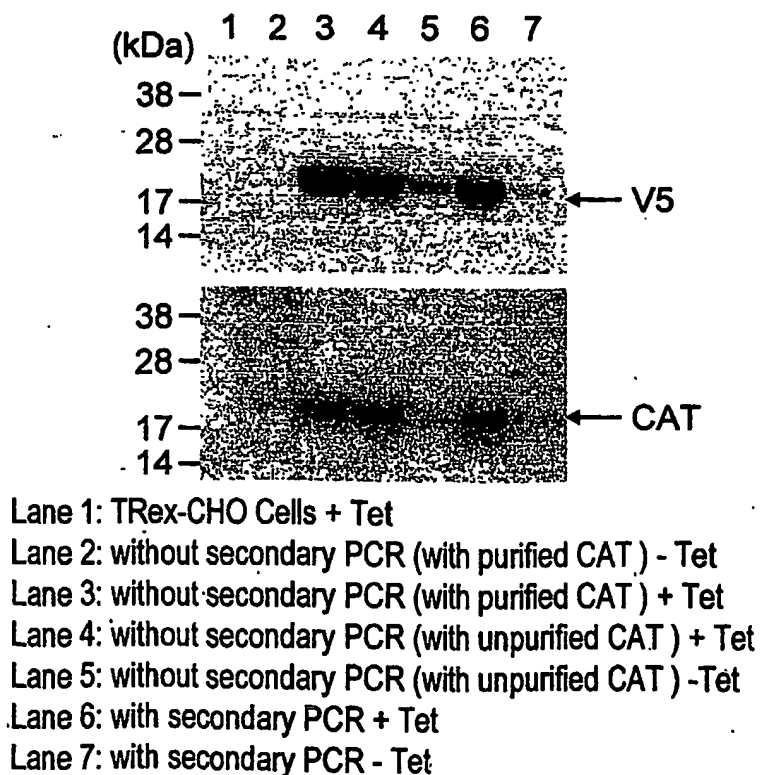 1 2 3 4 5 6 7
(kDa)
38
28
17
14
V5
38
28
17
14
CAT
Lane 1: TRex-CHO Cells + Tet
Lane 2: without secondary PCR (with purified CAT ) - Tet
Lane 3: without secondary PCR (with purified CAT ) + Tet
Lane 4: without secondary PCR (with unpurified CAT ) + Tet
Lane 5: without secondary PCR (with unpurified CAT ) -Tet
Lane 6: with secondary PCR + Tet
Lane 7: with secondary PCR - Tet